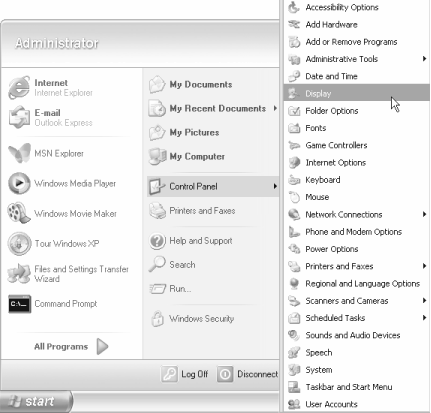 Administrator
Internet
Internet Explorer
E-mail
Outlook Express
MSN Explorer
Windows Media Player
Windows Movie Maker
Tour Windows XP
Files and Settings Transfer
Wizard
C:\_
Command Prompt
All Programs
My Documents
My Recent Documents
My Pictures
My Computer
Control Panel
Printers and Faxes
Help and Support
Search
Run...
Windows Security
Log Off
Disconnect
start
Accessibility Options
Add Hardware
Add or Remove Programs
Administrative Tools
Date and Time
Display
Folder Options
Fonts
Game Controllers
Internet Options
Keyboard
Mouse
Network Connections
Phone and Modem Options
Power Options
Printers and Faxes
Regional and Language Options
Scanners and Cameras
Scheduled Tasks
Sounds and Audio Devices
Speech
System
Taskbar and Start Menu
User Accounts